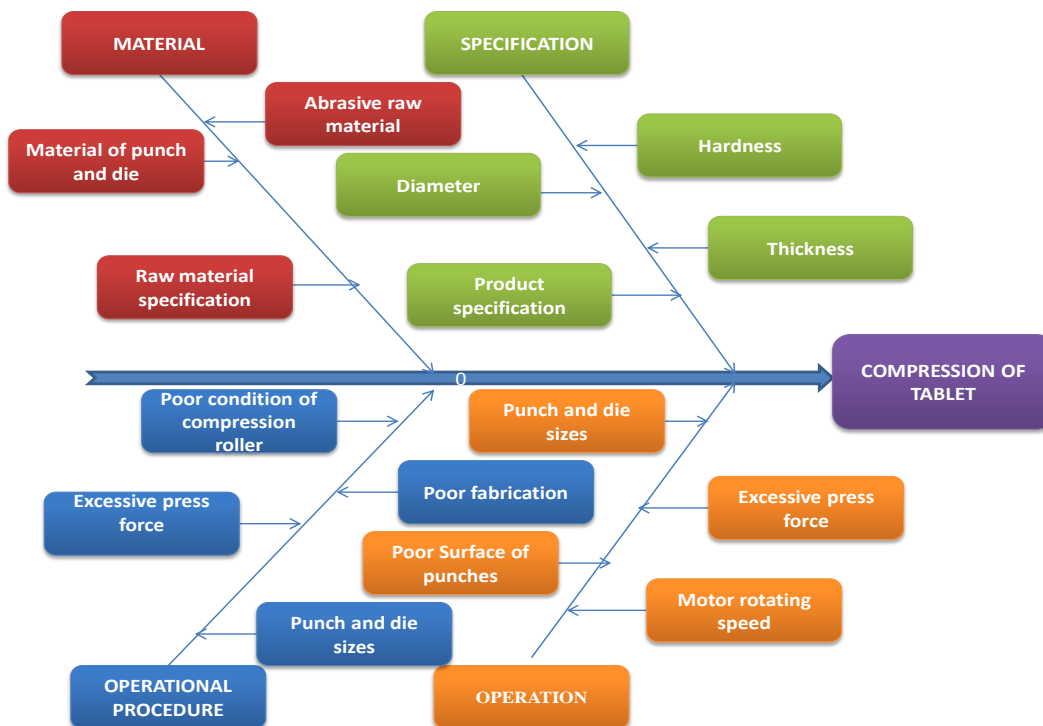 MATERIAL
SPECIFICATION
Abrasive raw
material
Material of punch
and die
Hardness
Diameter
Thickness
Raw material
specification
Product
specification
0
COMPRESSION OF
TABLET
Poor condition of
compression
roller
Punch and die
sizes
Poor fabrication
Excessive press
force
Excessive press
force
Poor Surface of
punches
Motor rotating
speed
Punch and die
sizes
OPERATIONAL
PROCEDURE
OPERATION